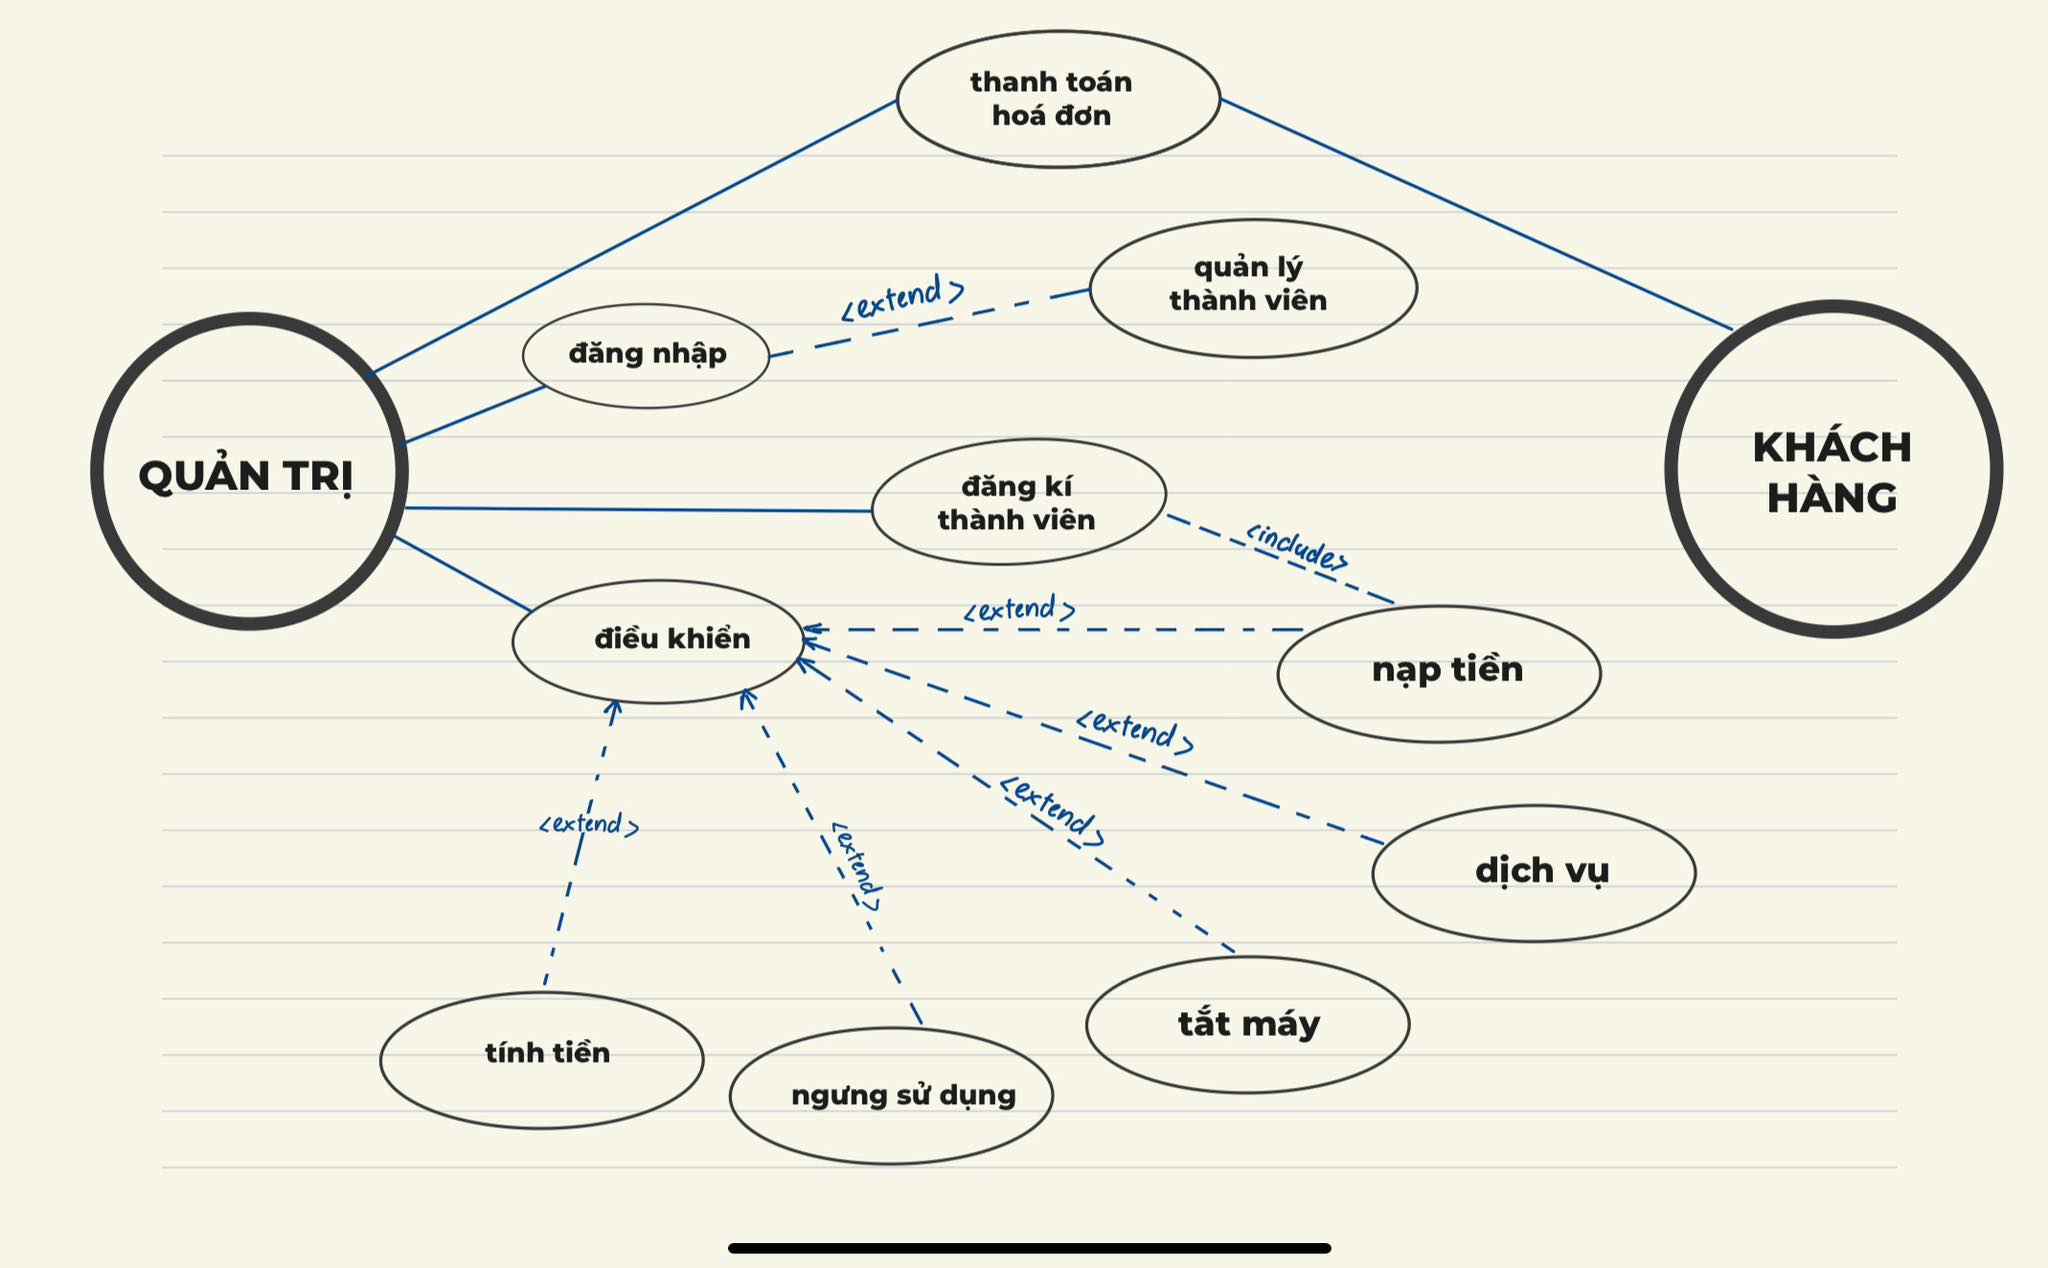 thanh toán
hoá đơn
quản lý
thành viên
<extend>
đăng nhập
QUẢN TRỊ
KHÁCH
HÀNG
đăng kí
thành viên
<include>
<extend>
điều khiển
nạp tiền
<extend>
<extend>
<extend>
<extend>
dịch vụ
tắt máy
tính tiền
ngưng sử dụng